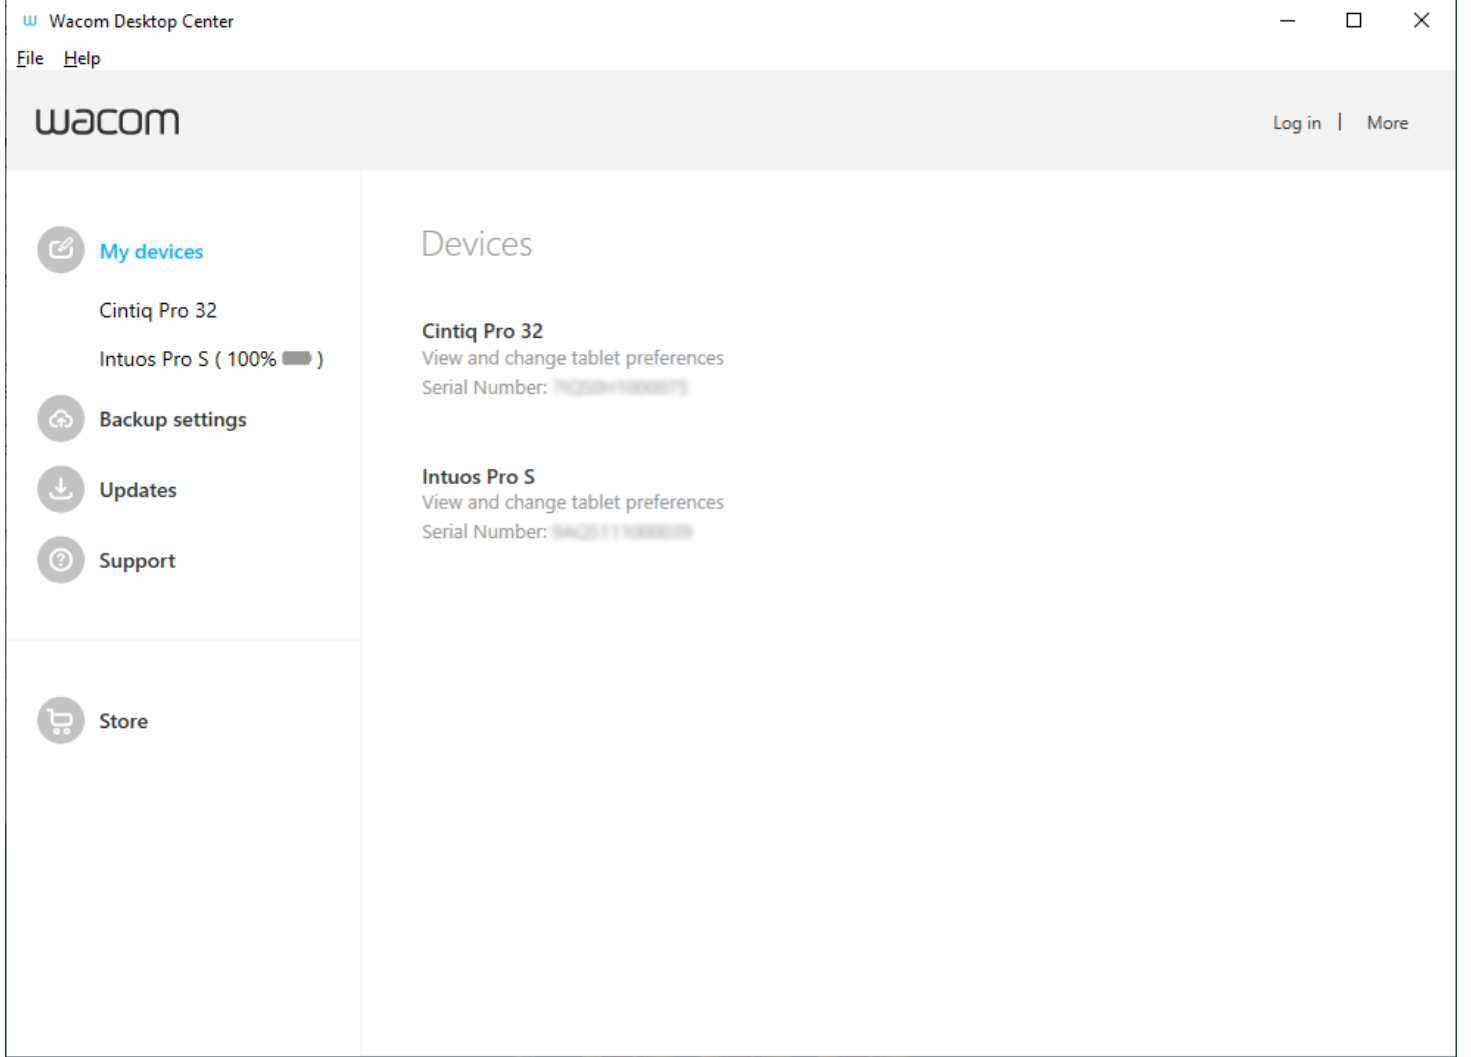 Wacom Desktop Center
File Help
wacom
Log in | More
My devices
Cintiq Pro 32
Intuos Pro S ( 100% )
Backup settings
Updates
Support
Store
Devices
Cintiq Pro 32
View and change tablet preferences
Serial Number:
Intuos Pro S
View and change tablet preferences
Serial Number: